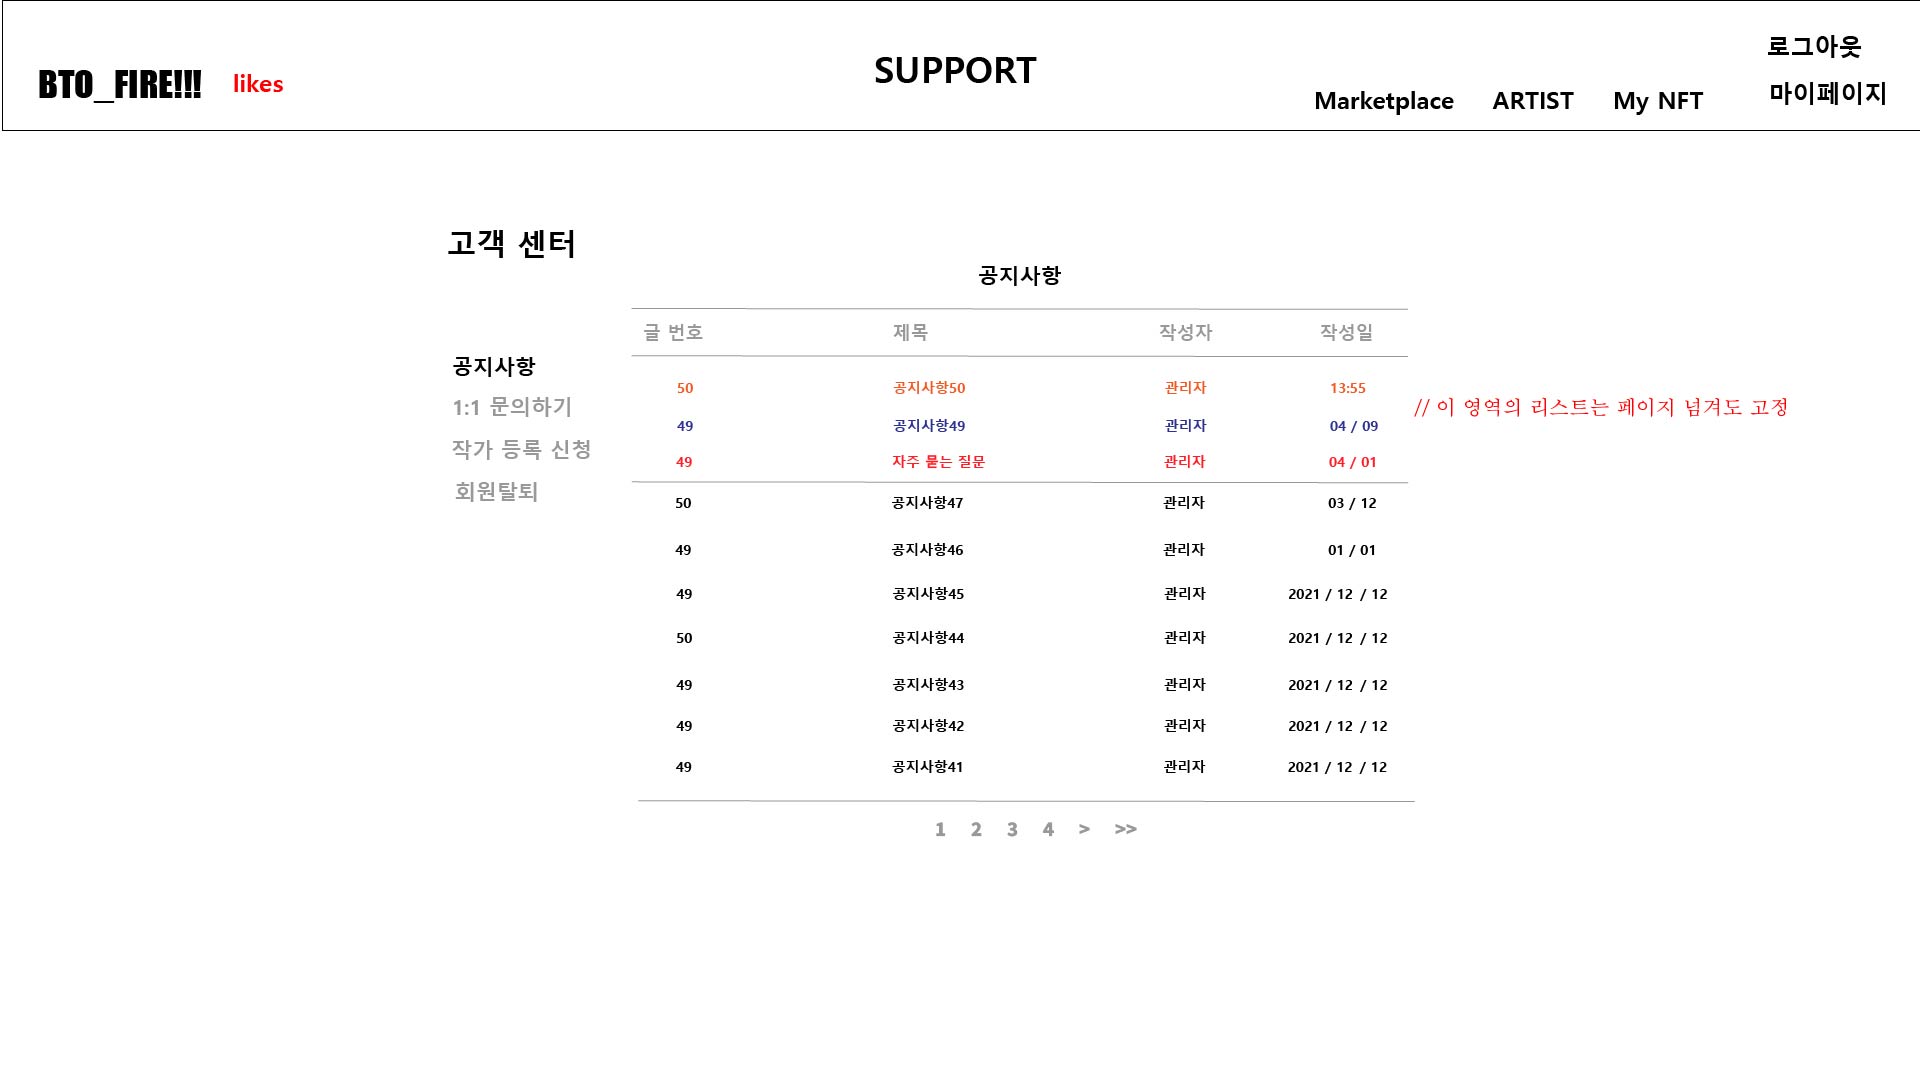 BTO_FIRE!!! likes SUPPORT Marketplace ARTIST My NFT 로그아웃 마이페이지
고객 센터
공지사항
1:1 문의하기
작가 등록 신청
회원탈퇴
공지사항
글 번호 제목 작성자 작성일
50 공지사항50 관리자 13:55
49 공지사항49 관리자 04 / 09
49 자주 묻는 질문 관리자 04 / 01
// 이 영역의 리스트는 페이지 넘겨도 고정
50 공지사항47 관리자 03 / 12
49 공지사항46 관리자 01 / 01
49 공지사항45 관리자 2021 / 12 / 12
50 공지사항44 관리자 2021 / 12 / 12
49 공지사항43 관리자 2021 / 12 / 12
49 공지사항42 관리자 2021 / 12 / 12
49 공지사항41 관리자 2021 / 12 / 12
1 2 3 4 > >>